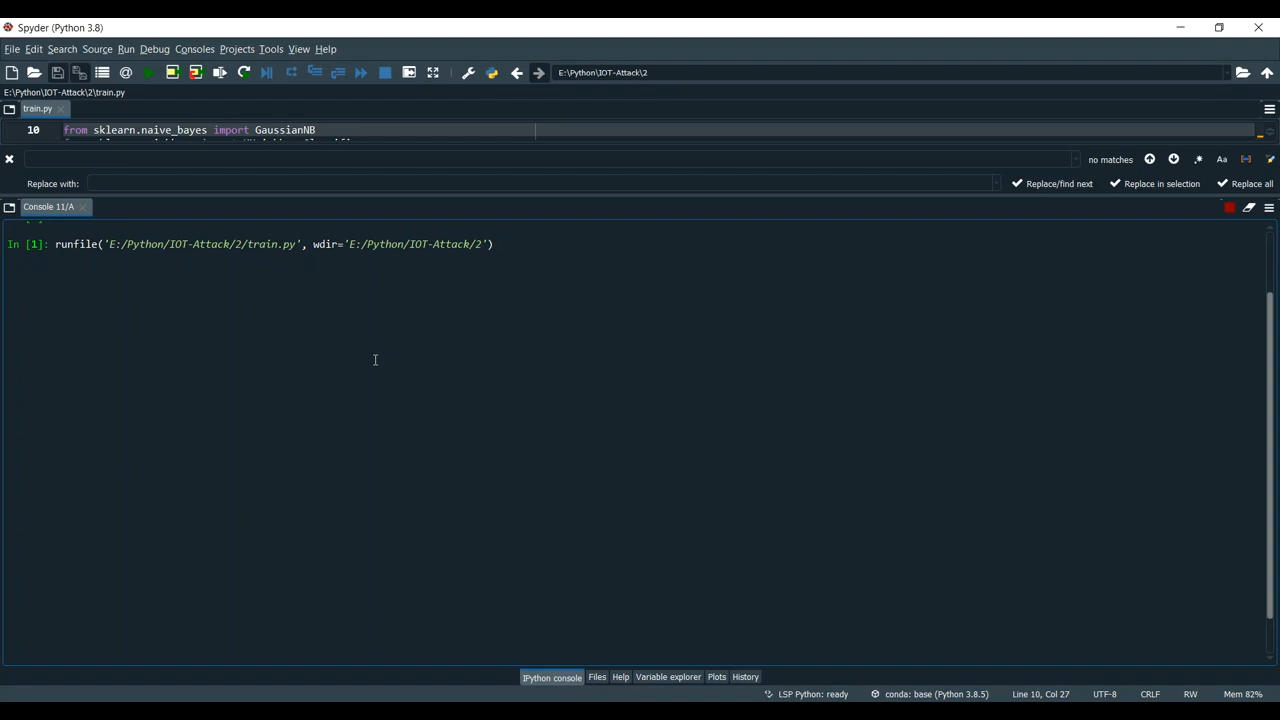 Spyder (Python 3.8)
File Edit Search Source Run Debug Consoles Projects Tools View Help
E:\Python\IOT-Attack\2
E:\Python\IOT-Attack\2\train.py
train.py
10 from sklearn.naive_bayes import GaussianNB
no matches Aa
Replace with: Replace/find next Replace in selection Replace all
Console 11/A
In [1]: runfile('E:/Python/IOT-Attack/2/train.py', wdir='E:/Python/IOT-Attack/2')
IPython console Files Help Variable explorer Plots History
LSP Python: ready conda: base (Python 3.8.5) Line 10, Col 27 UTF-8 CRLF RW Mem 82%